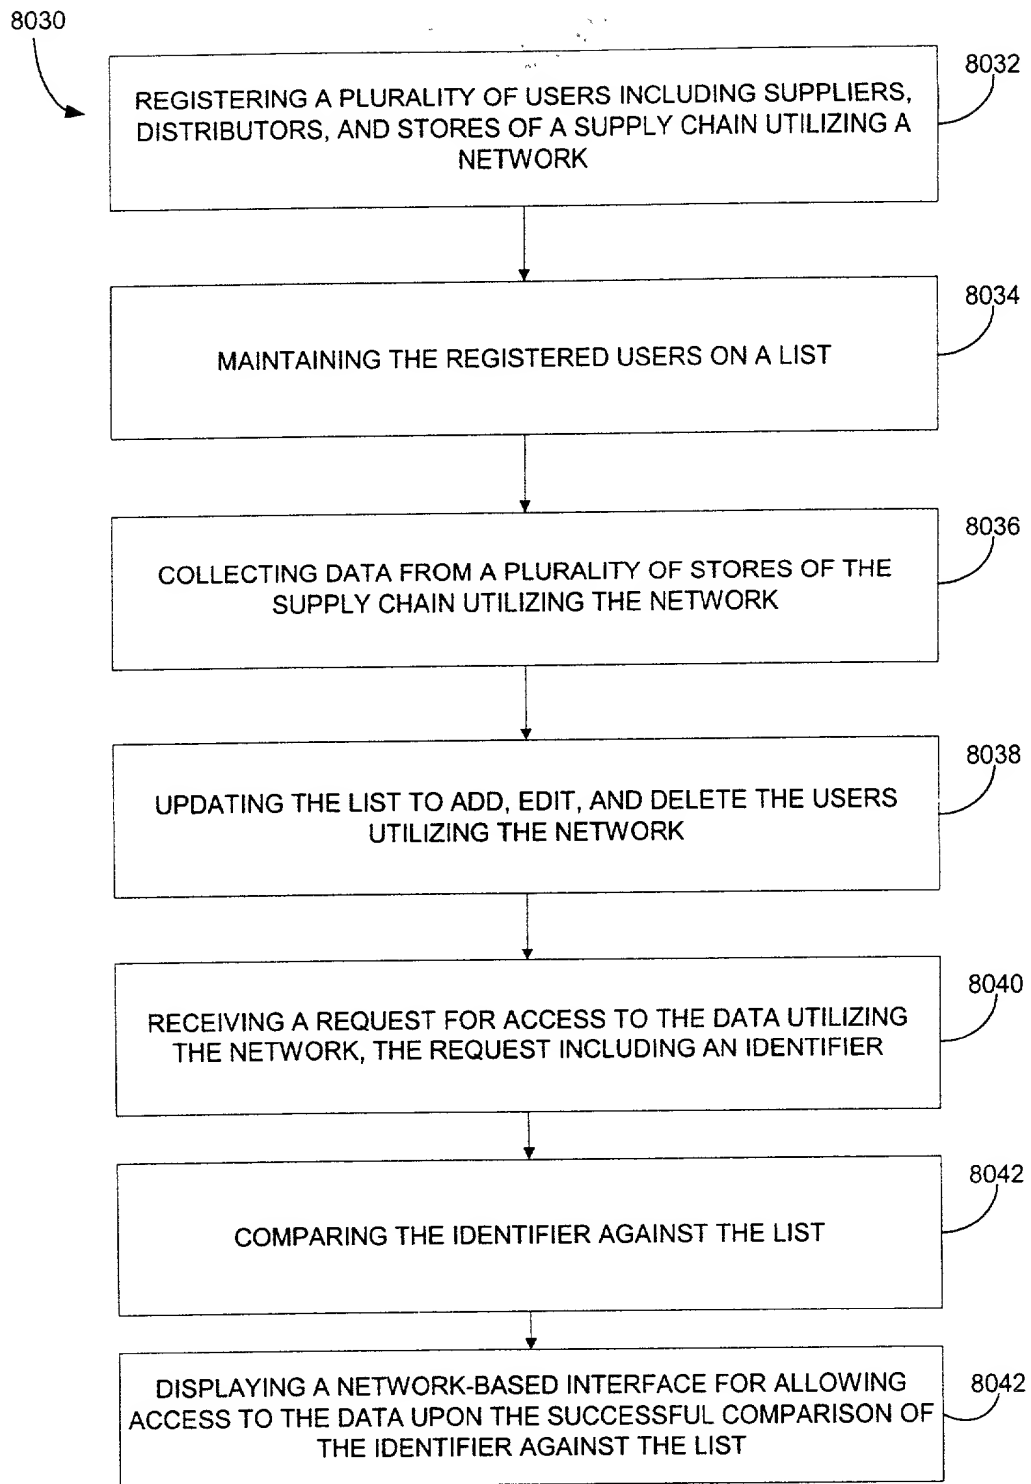 8030
8032
REGISTERING A PLURALITY OF USERS INCLUDING SUPPLIERS,
DISTRIBUTORS, AND STORES OF A SUPPLY CHAIN UTILIZING A
NETWORK
8034
MAINTAINING THE REGISTERED USERS ON A LIST
8036
COLLECTING DATA FROM A PLURALITY OF STORES OF THE
SUPPLY CHAIN UTILIZING THE NETWORK
8038
UPDATING THE LIST TO ADD, EDIT, AND DELETE THE USERS
UTILIZING THE NETWORK
8040
RECEIVING A REQUEST FOR ACCESS TO THE DATA UTILIZING
THE NETWORK, THE REQUEST INCLUDING AN IDENTIFIER
8042
COMPARING THE IDENTIFIER AGAINST THE LIST
8042
DISPLAYING A NETWORK-BASED INTERFACE FOR ALLOWING
ACCESS TO THE DATA UPON THE SUCCESSFUL COMPARISON OF
THE IDENTIFIER AGAINST THE LIST